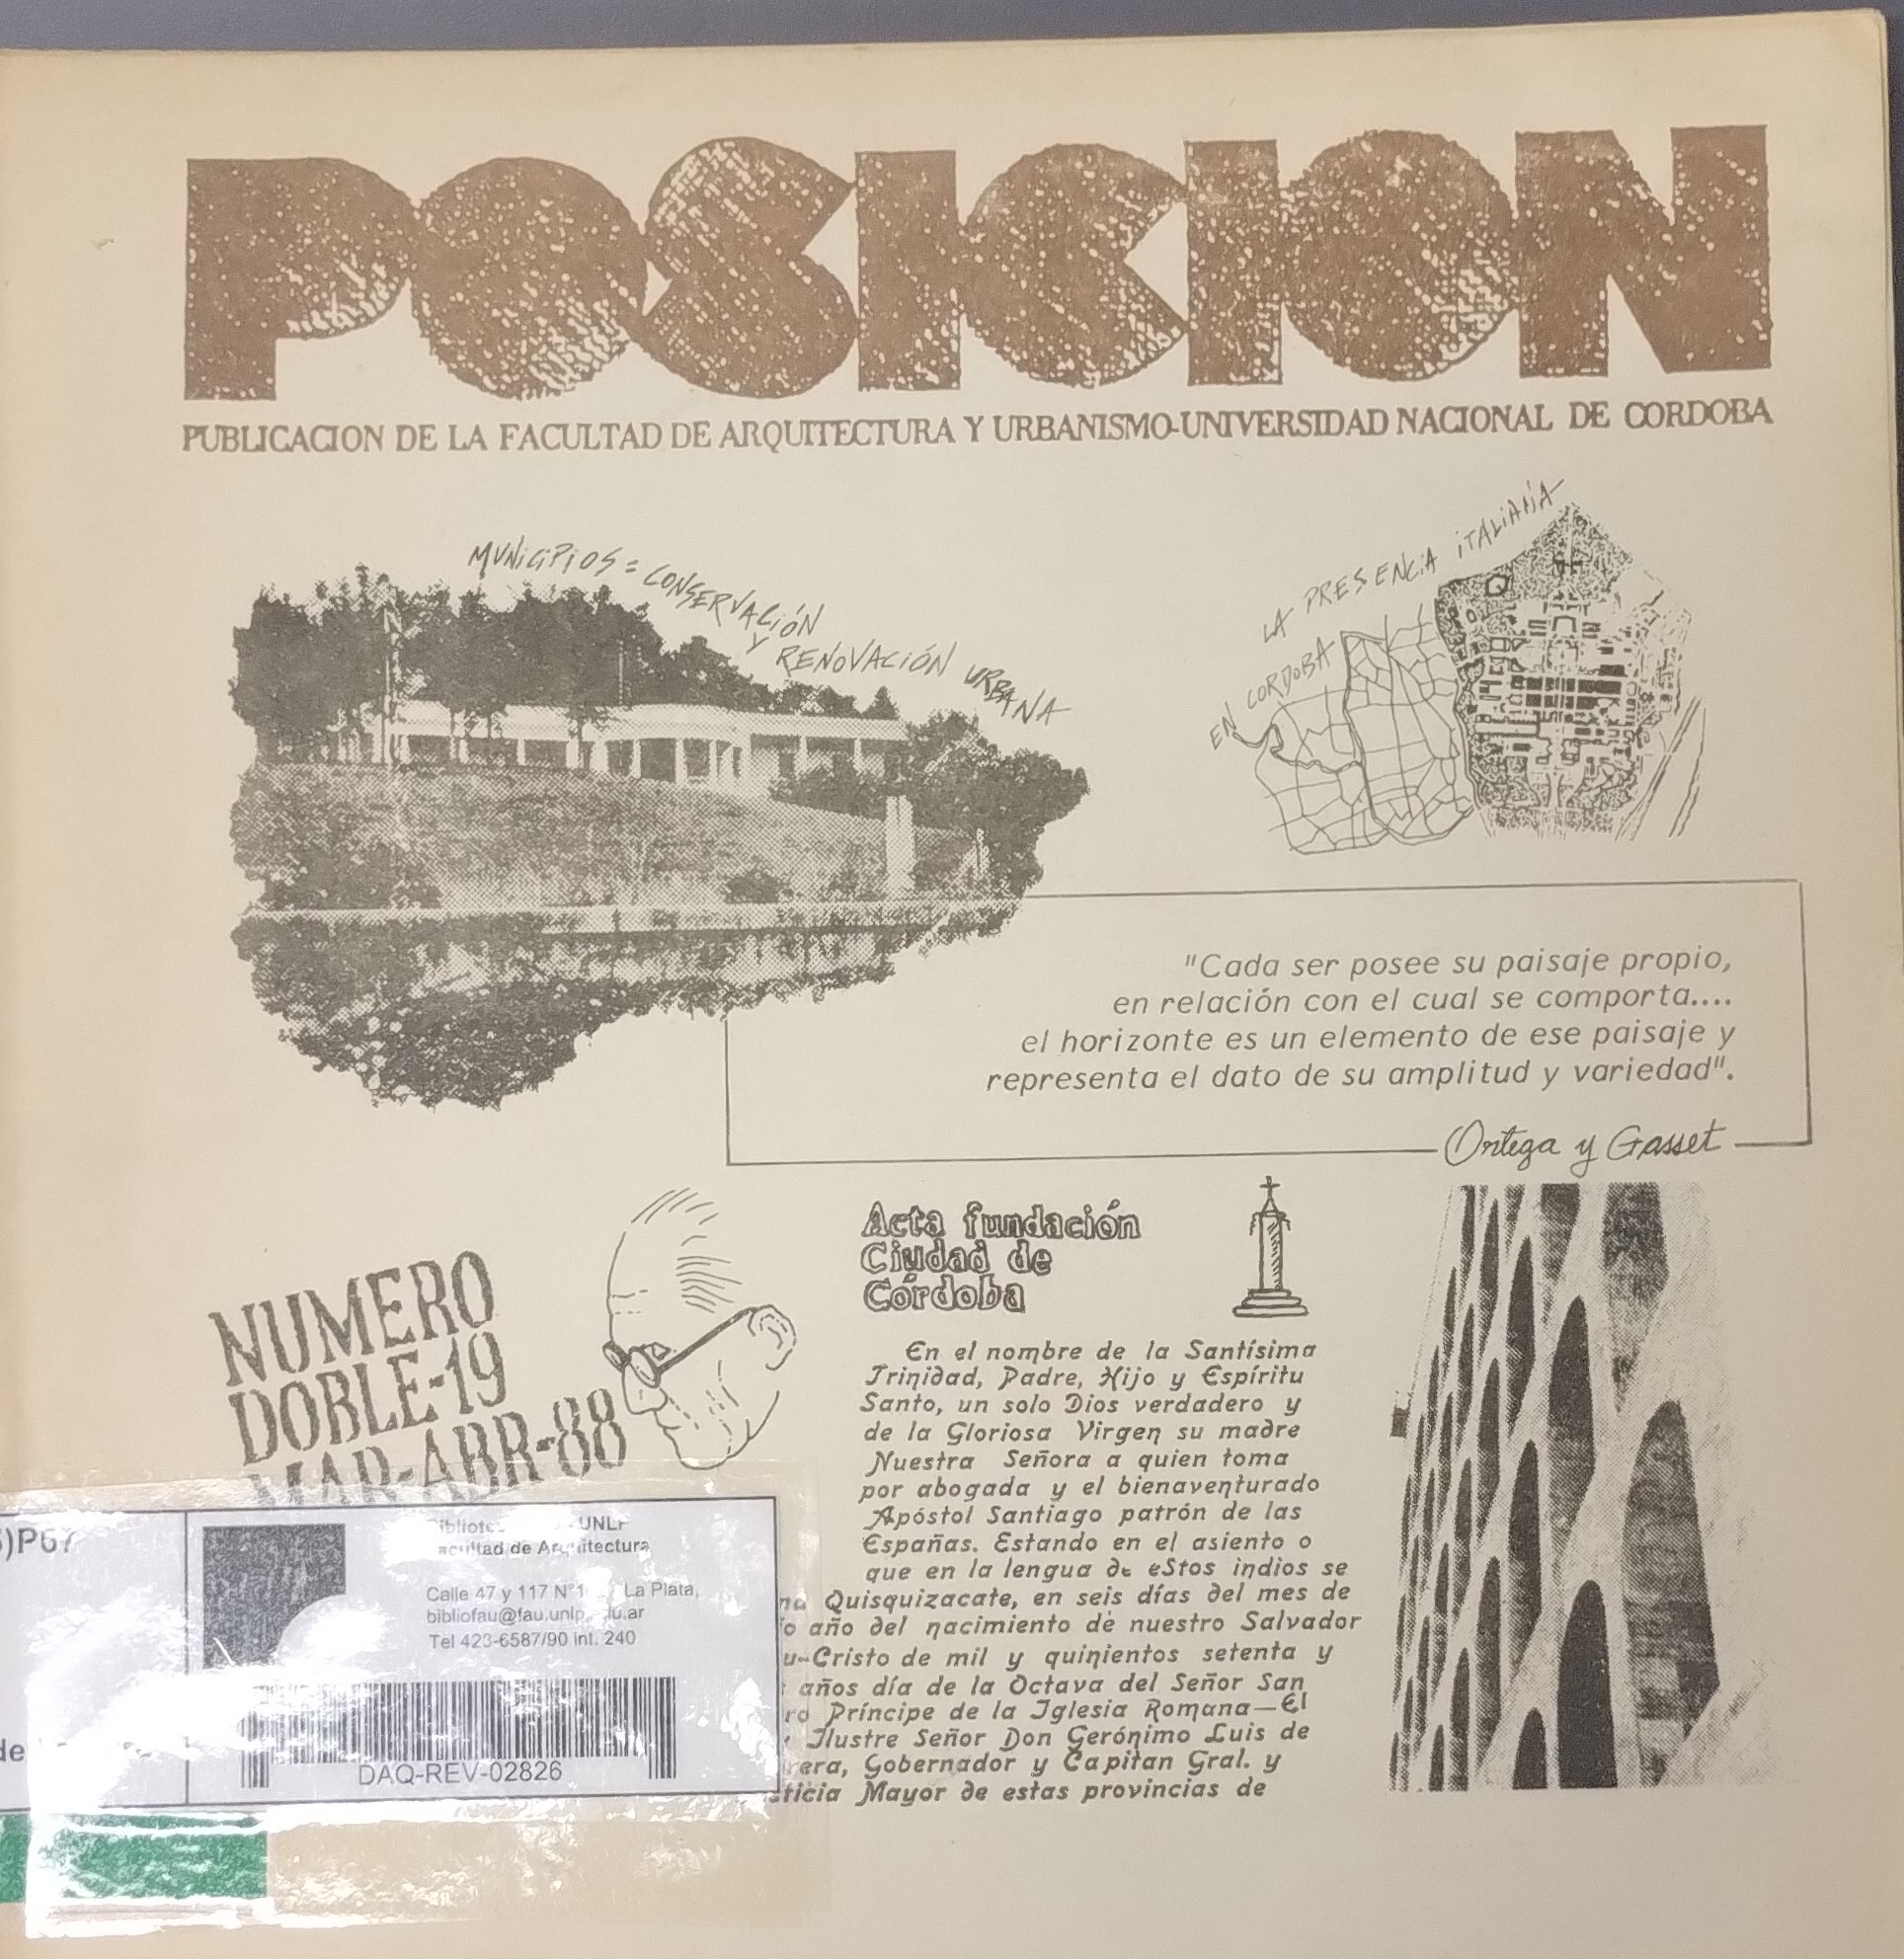 POSICION
PUBLICACION DE LA FACULTAD DE ARQUITECTURA Y URBANISMO-UNIVERSIDAD NACIONAL DE CORDOBA
MUNICIPIOS = CONSERVACIÓN
Y RENOVACIÓN URBANA
LA PRESENCIA ITALIANA
EN CORDOBA
"Cada ser posee su paisaje propio,
en relación con el cual se comporta....
el horizonte es un elemento de ese paisaje y
representa el dato de su amplitud y variedad".
Ortega y Gasset
NUMERO
DOBLE-19
MAR-ABR-88
Acta fundación
Ciudad de
Córdoba
En el nombre de la Santísima
Trinidad, Padre, Hijo y Espíritu
Santo, un solo Dios verdadero y
de la Gloriosa Virgen su madre
Nuestra Señora a quien toma
por abogada y el bienaventurado
Apóstol Santiago patrón de las
Españas. Estando en el asiento o
que en la lengua de eStos indios se
Quisquizacate, en seis días del mes de
año del nacimiento de nuestro Salvador
Cristo de mil y quinientos setenta y
años día de la Octava del Señor San
Príncipe de la Iglesia Romana—El
Ilustre Señor Don Gerónimo Luis de
Gobernador y Capitan Gral. y
Mayor de estas provincias de
)P67
UNLP
de Arquitectura
Calle 47 y 117 La Plata,
Tel 423-6587/90 int. 240
DAQ-REV-02826